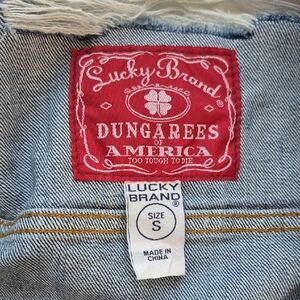 Lucky Brand
DUNGAREES
OF
AMERICA
TOO TOUGH TO DIE
LUCKY
BRAND®
SIZE
S
MADE IN
CHINA